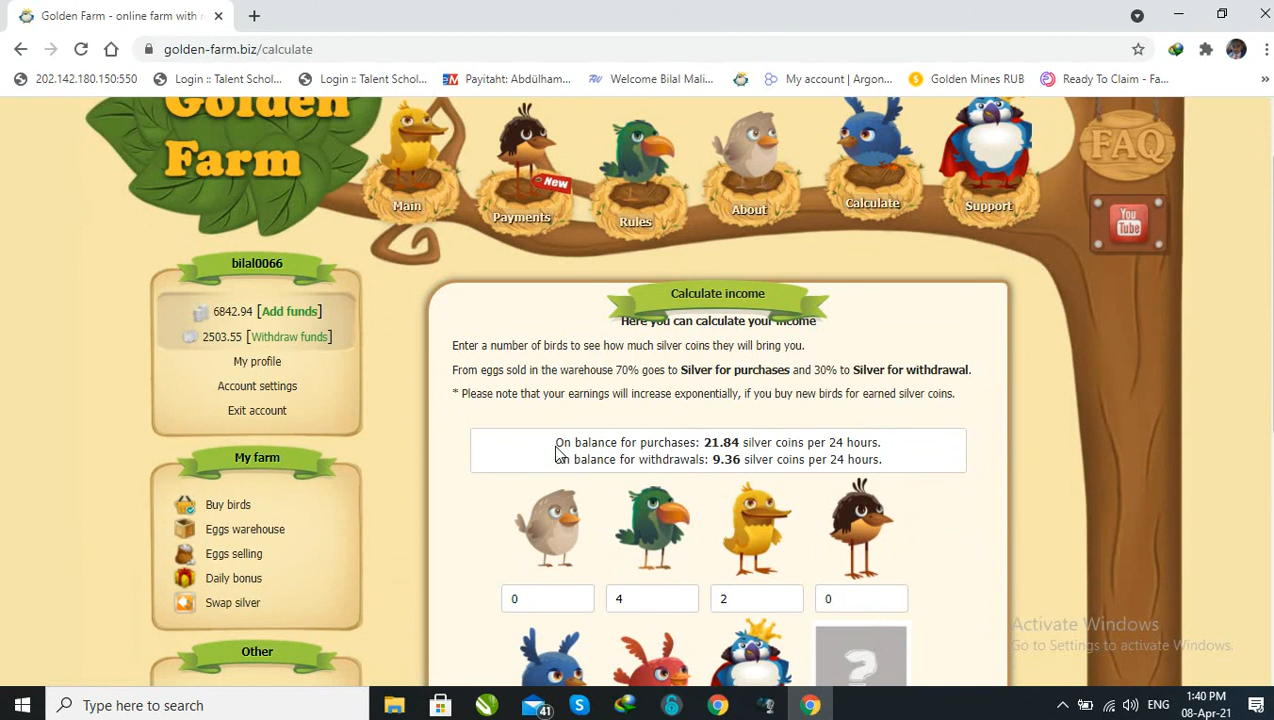 Golden Farm - online farm with r
golden-farm.biz/calculate
202.142.180.150:550
Login :: Talent Schol...
Login :: Talent Schol...
Payitaht: Abdülham...
Welcome Bilal Mali...
My account | Argon...
Golden Mines RUB
Ready To Claim - Fa...
»
Golden
Farm
Main
New
Payments
Rules
About
Calculate
Support
FAQ
You
Tube
bilal0066
6842.94 [Add funds]
2503.55 [Withdraw funds]
My profile
Account settings
Exit account
My farm
Buy birds
Eggs warehouse
Eggs selling
Daily bonus
Swap silver
Other
Calculate income
Here you can calculate your income
Enter a number of birds to see how much silver coins they will bring you.
From eggs sold in the warehouse 70% goes to Silver for purchases and 30% to Silver for withdrawal.
* Please note that your earnings will increase exponentially, if you buy new birds for earned silver coins.
On balance for purchases: 21.84 silver coins per 24 hours.
On balance for withdrawals: 9.36 silver coins per 24 hours.
0
4
2
0
?
Activate Windows
Go to Settings to activate Windows.
Type here to search
41
S
ENG
1:40 PM
08-Apr-21